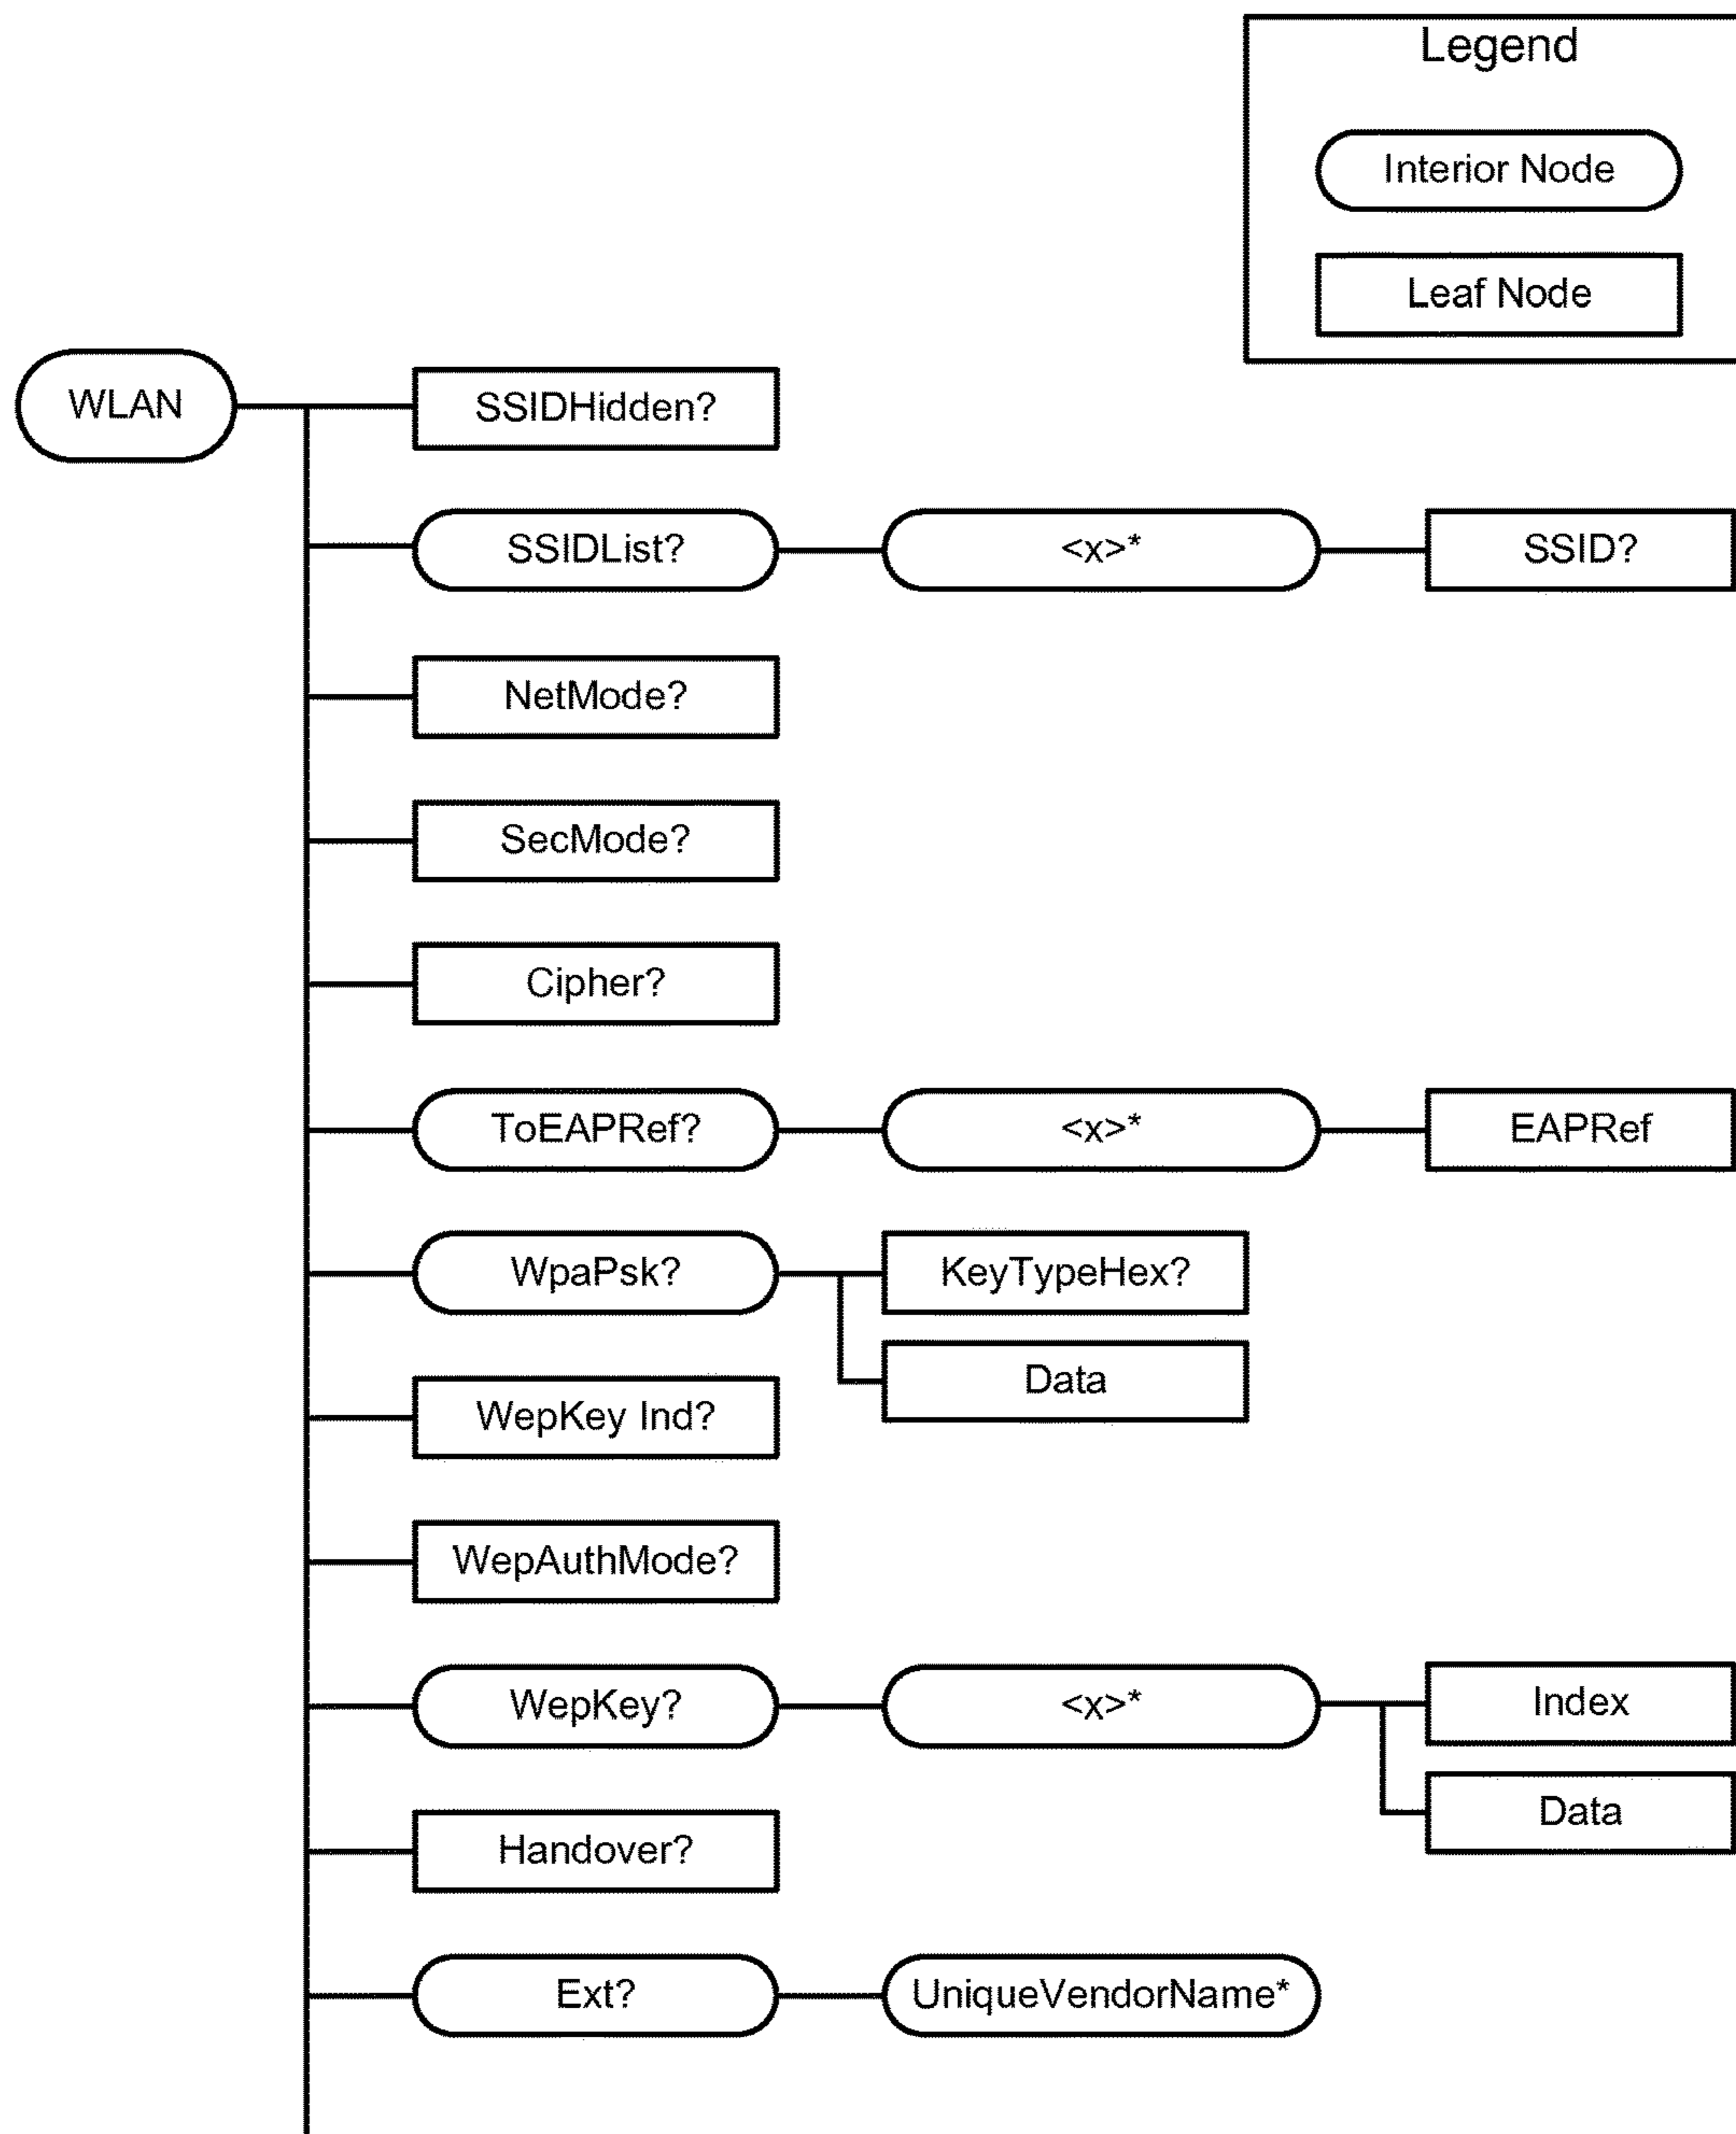 Legend
Interior Node
Leaf Node
WLAN
SSIDHidden?
SSIDList?
<x>*
SSID?
NetMode?
SecMode?
Cipher?
ToEAPRef?
<x>*
EAPRef
WpaPsk?
KeyTypeHex?
Data
WepKey Ind?
WepAuthMode?
WepKey?
<x>*
Index
Data
Handover?
Ext?
UniqueVendorName*